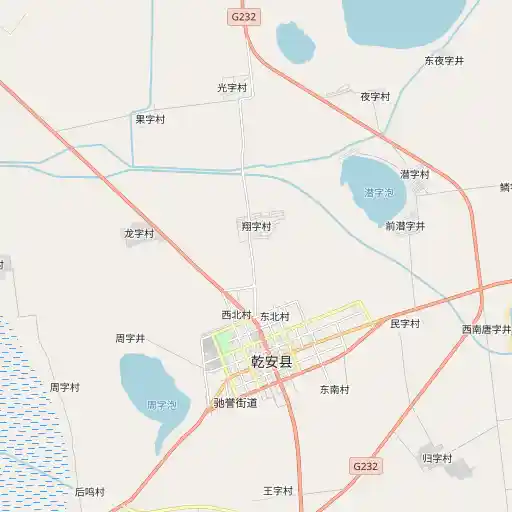 G232
东夜字井
光字村
夜字村
果字村
潜字村
鳞
潜字泡
翔字村
前潜字井
龙字村
村
西北村
东北村
民字村
西南唐字井
周字井
乾安县
周字村
东南村
周字泡
驰誉街道
归字村
G232
后鸣村
王字村